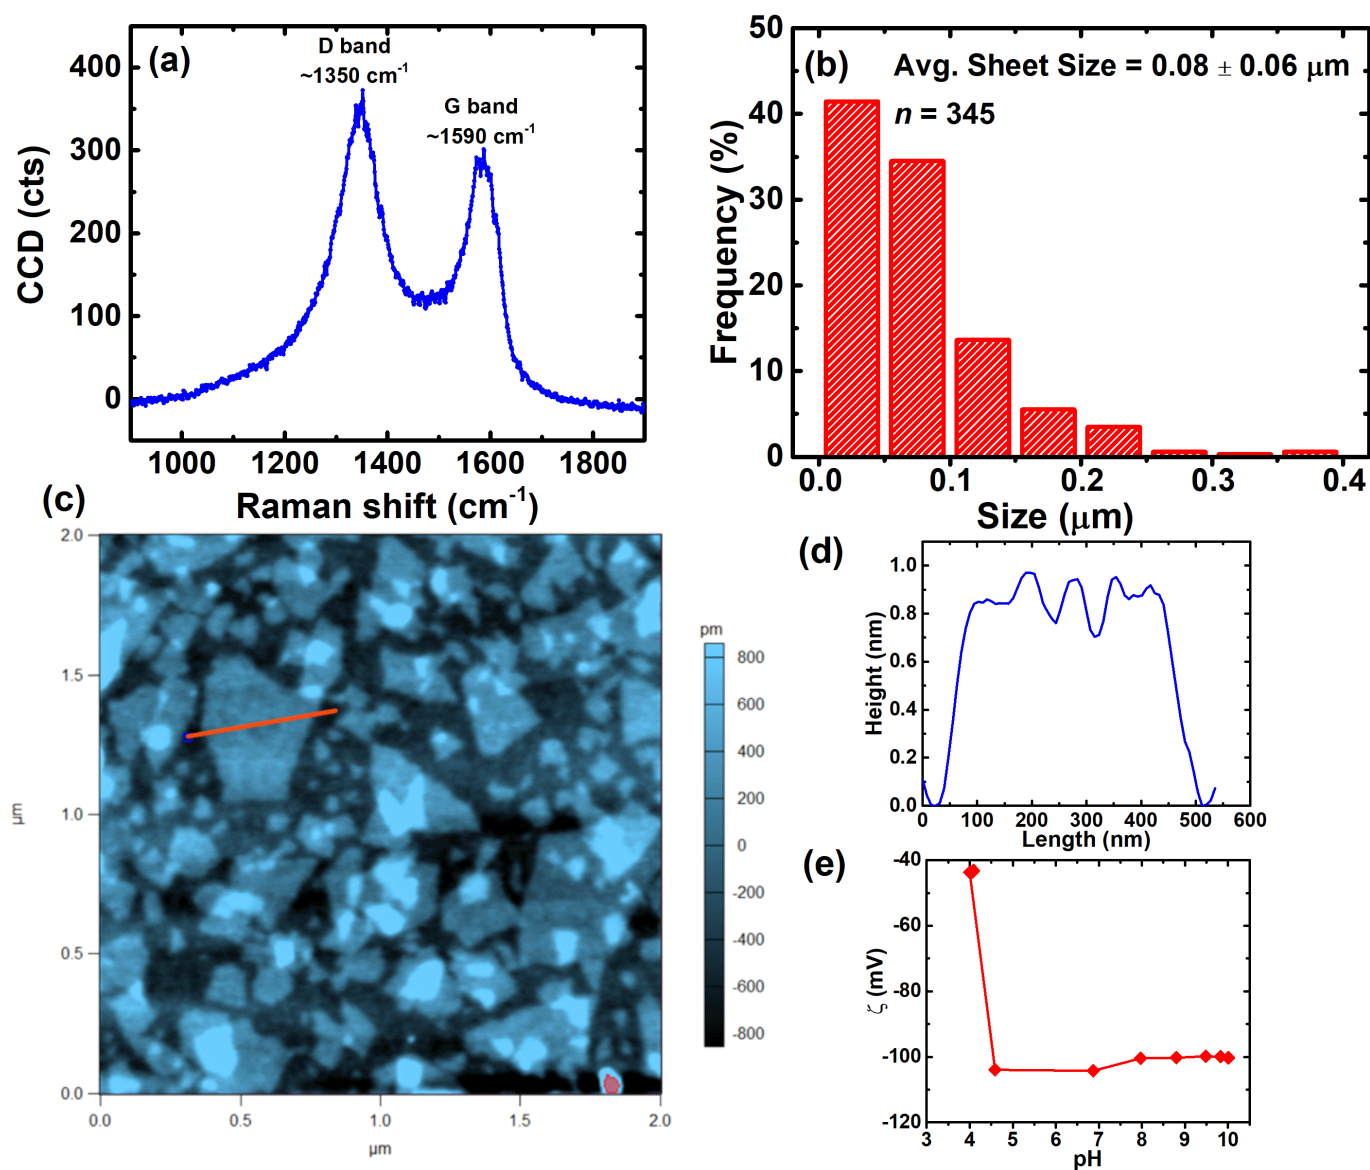 (a)
D band
~1350 cm-1
G band
~1590 cm-1
400
300
200
100
0
CCD (cts)
1000 1200 1400 1600 1800
Raman shift (cm-1)
(b)
Avg. Sheet Size = 0.08 ± 0.06 μm
n = 345
50
40
30
20
10
0
Frequency (%)
0.0 0.1 0.2 0.3 0.4
Size (μm)
(c)
2.0
1.5
1.0
0.5
0.0
μm
0.0 0.5 1.0 1.5 2.0
μm
pm
800
600
400
200
0
-200
-400
-600
-800
(d)
1.0
0.8
0.6
0.4
0.2
0.0
Height (nm)
0 100 200 300 400 500 600
Length (nm)
(e)
-40
-60
-80
-100
-120
ζ (mV)
3 4 5 6 7 8 9 10
pH